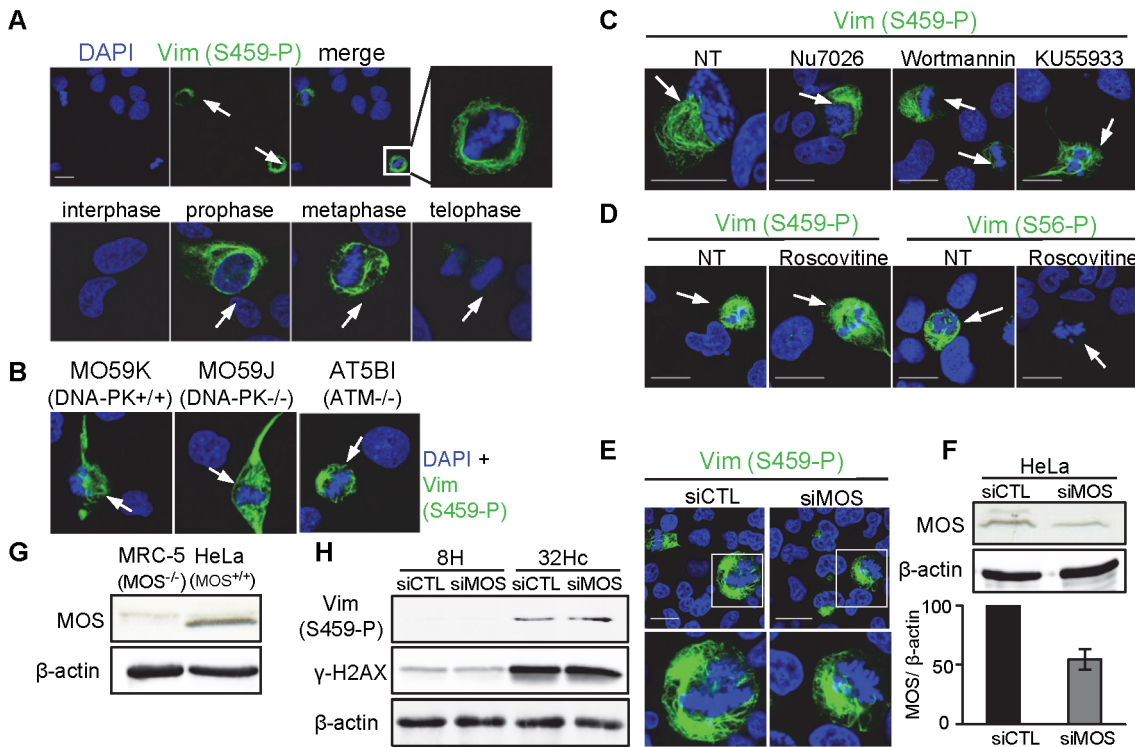 A
DAPI Vim (S459-P) merge
interphase prophase metaphase telophase
B
MO59K MO59J AT5BI
(DNA-PK+/+) (DNA-PK-/-) (ATM-/-)
DAPI +
Vim
(S459-P)
C
Vim (S459-P)
NT Nu7026 Wortmannin KU55933
D
Vim (S459-P) Vim (S56-P)
NT Roscovitine NT Roscovitine
E
Vim (S459-P)
siCTL siMOS
F
HeLa
siCTL siMOS
MOS
β-actin
100
50
0
MOS/ β-actin
siCTL siMOS
G
MRC-5 HeLa
(MOS-/-) (MOS+/+)
MOS
β-actin
H
8H 32Hc
siCTL siMOS siCTL siMOS
Vim
(S459-P)
γ-H2AX
β-actin